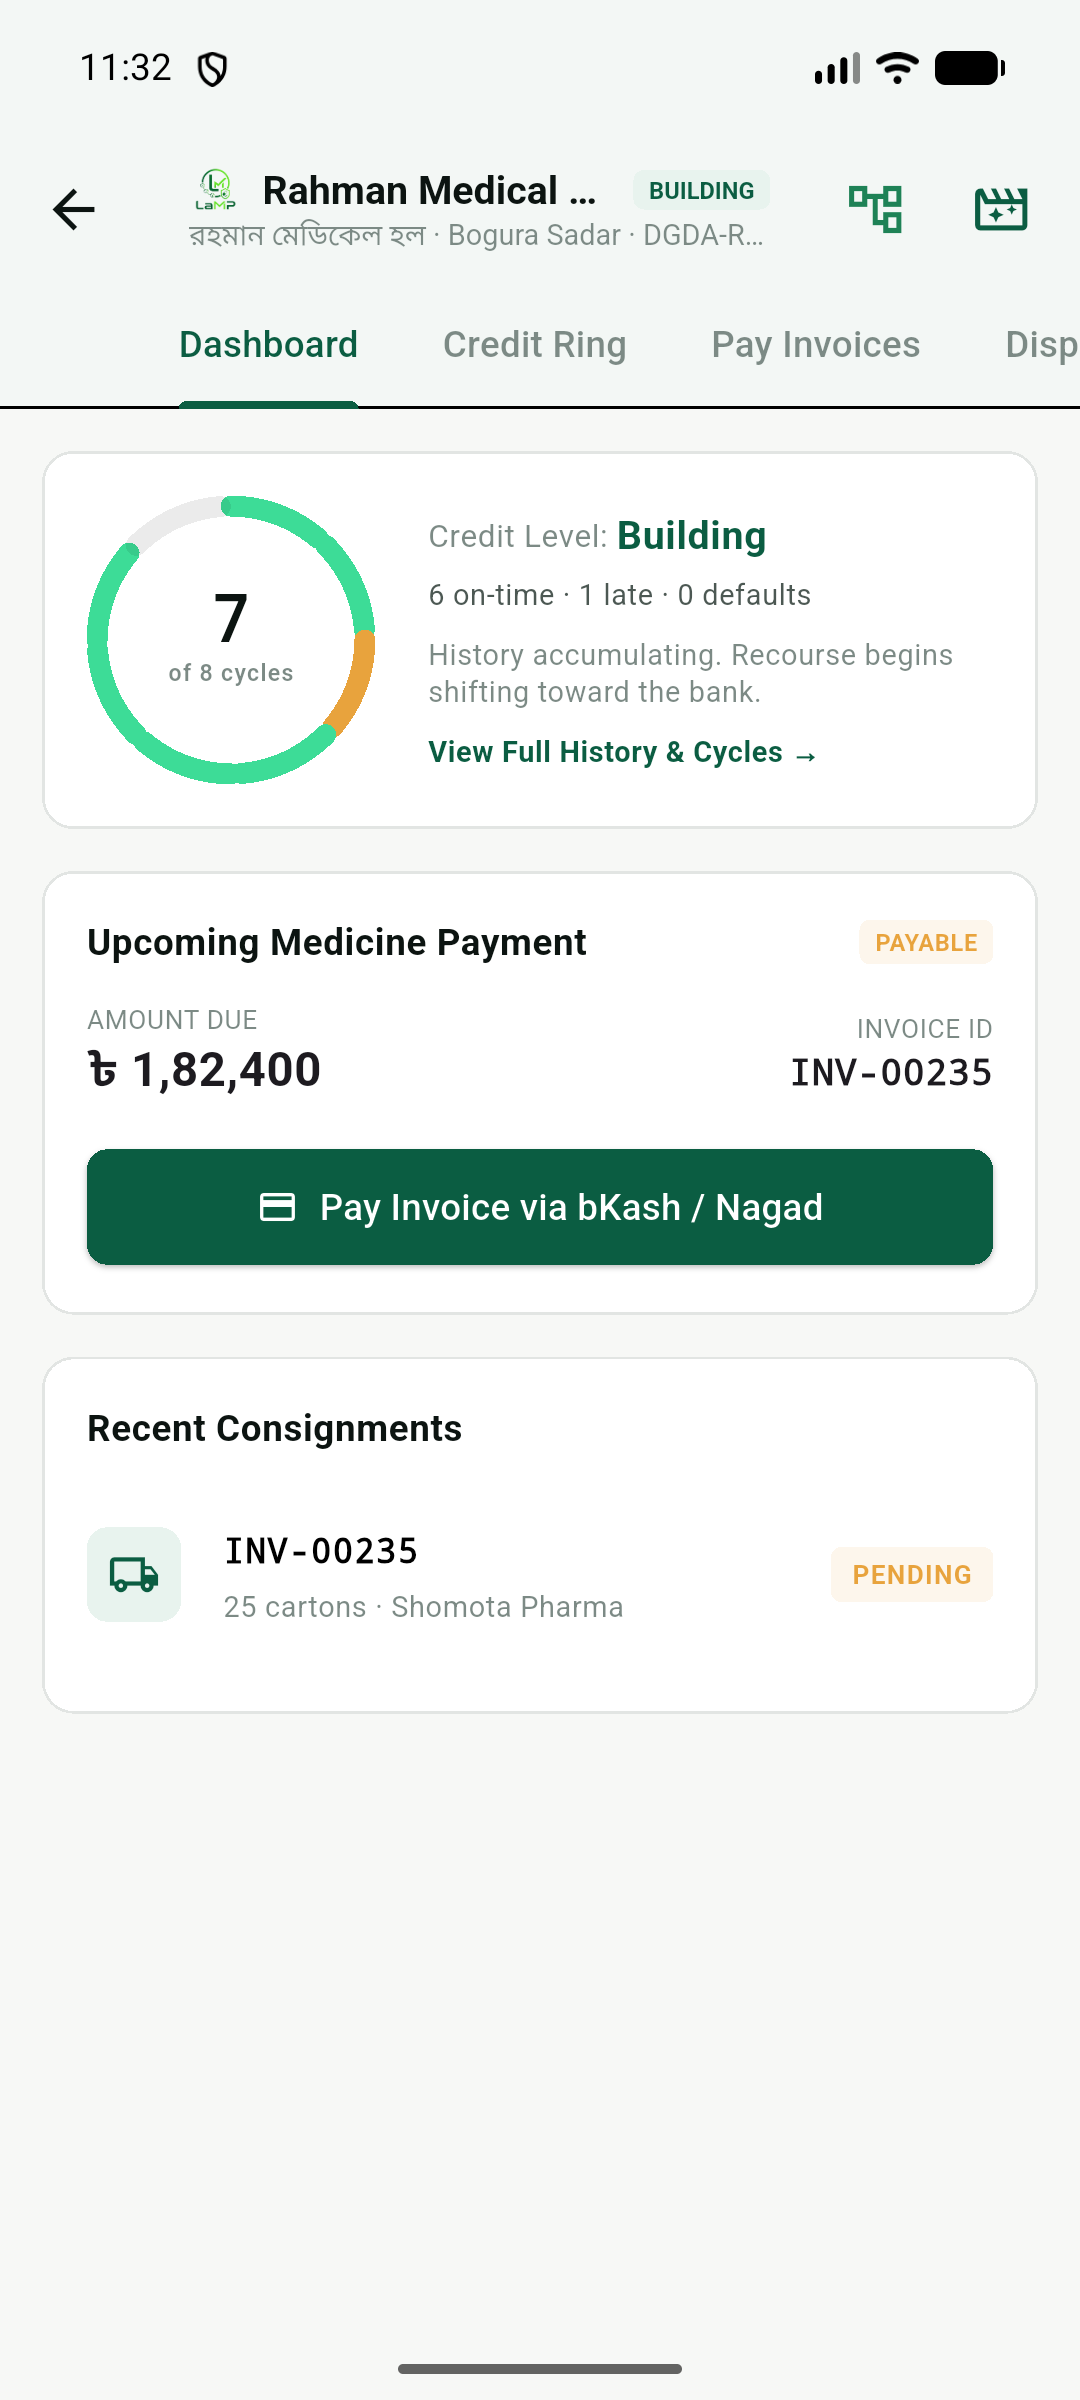 11:32
LaMP
Rahman Medical ...
BUILDING
রহমান মেডিকেল হল · Bogura Sadar · DGDA-R...
Dashboard
Credit Ring
Pay Invoices
Disp
7
of 8 cycles
Credit Level: Building
6 on-time · 1 late · 0 defaults
History accumulating. Recourse begins
shifting toward the bank.
View Full History & Cycles →
Upcoming Medicine Payment
PAYABLE
AMOUNT DUE
৳ 1,82,400
INVOICE ID
INV-00235
Pay Invoice via bKash / Nagad
Recent Consignments
INV-00235
25 cartons · Shomota Pharma
PENDING